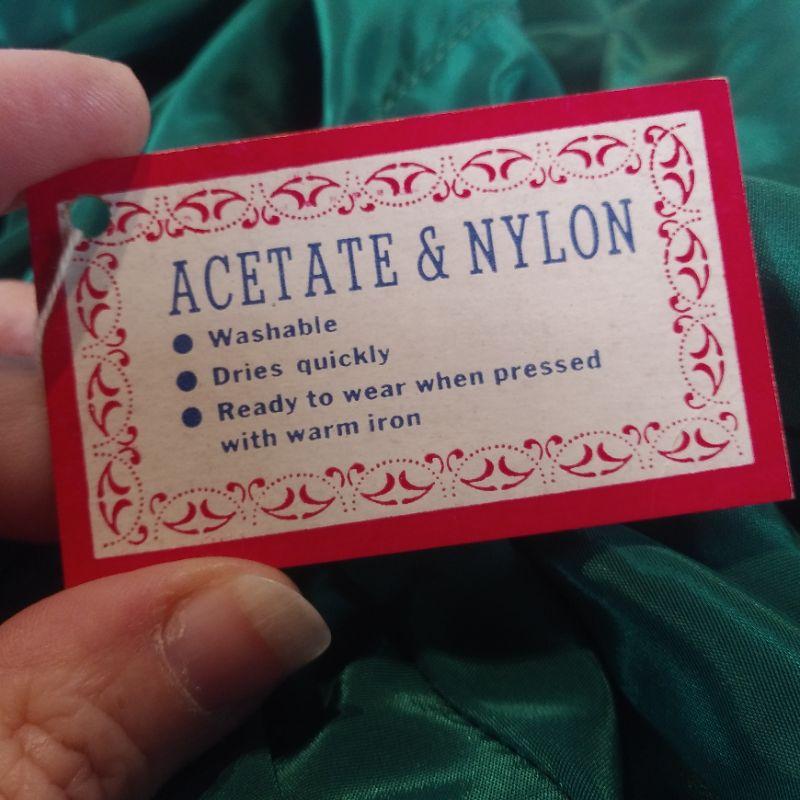 ACETATE & NYLON
● Washable
● Dries quickly
● Ready to wear when pressed
with warm iron